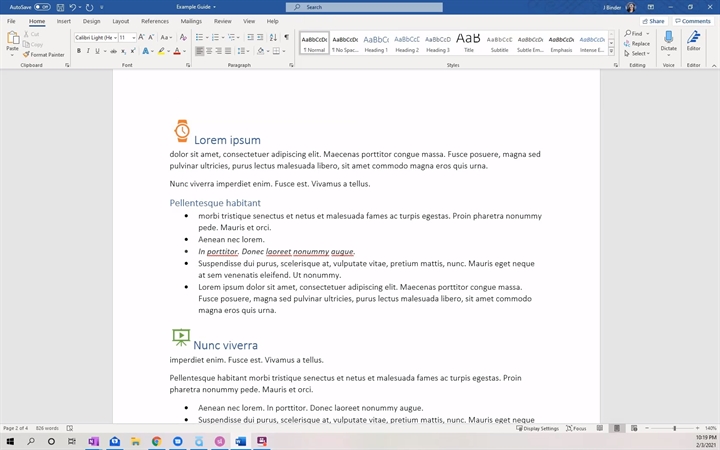 AutoSave Off
Example Guide
Search
J Binder
File Home Insert Design Layout References Mailings Review View Help
Share Comments
Paste
Cut
Copy
Format Painter
Clipboard
Calibri Light (He 11
Font
Paragraph
AaBbCcDc AaBbCcDc AaBbCc AaBbCcC AaBbCcD AaB AaBbCcD AaBbCcDc AaBbCcDc AaBbCcDc
¶ Normal ¶ No Spac... Heading 1 Heading 2 Heading 3 Title Subtitle Subtle Em... Emphasis Intense E...
Styles
Find
Replace
Select
Editing
Dictate
Voice
Editor
Editor
Lorem ipsum
dolor sit amet, consectetuer adipiscing elit. Maecenas porttitor congue massa. Fusce posuere, magna sed
pulvinar ultricies, purus lectus malesuada libero, sit amet commodo magna eros quis urna.
Nunc viverra imperdiet enim. Fusce est. Vivamus a tellus.
Pellentesque habitant
• morbi tristique senectus et netus et malesuada fames ac turpis egestas. Proin pharetra nonummy
pede. Mauris et orci.
• Aenean nec lorem.
• In porttitor. Donec laoreet nonummy augue.
• Suspendisse dui purus, scelerisque at, vulputate vitae, pretium mattis, nunc. Mauris eget neque
at sem venenatis eleifend. Ut nonummy.
• Lorem ipsum dolor sit amet, consectetuer adipiscing elit. Maecenas porttitor congue massa.
Fusce posuere, magna sed pulvinar ultricies, purus lectus malesuada libero, sit amet commodo
magna eros quis urna.
Nunc viverra
imperdiet enim. Fusce est. Vivamus a tellus.
Pellentesque habitant morbi tristique senectus et netus et malesuada fames ac turpis egestas. Proin
pharetra nonummy pede. Mauris et orci.
• Aenean nec lorem. In porttitor. Donec laoreet nonummy augue.
• Suspendisse dui purus, scelerisque at, vulputate vitae, pretium mattis, nunc. Mauris eget neque
Page 2 of 4 828 words
Display Settings Focus
140%
10:19 PM
2/3/2021